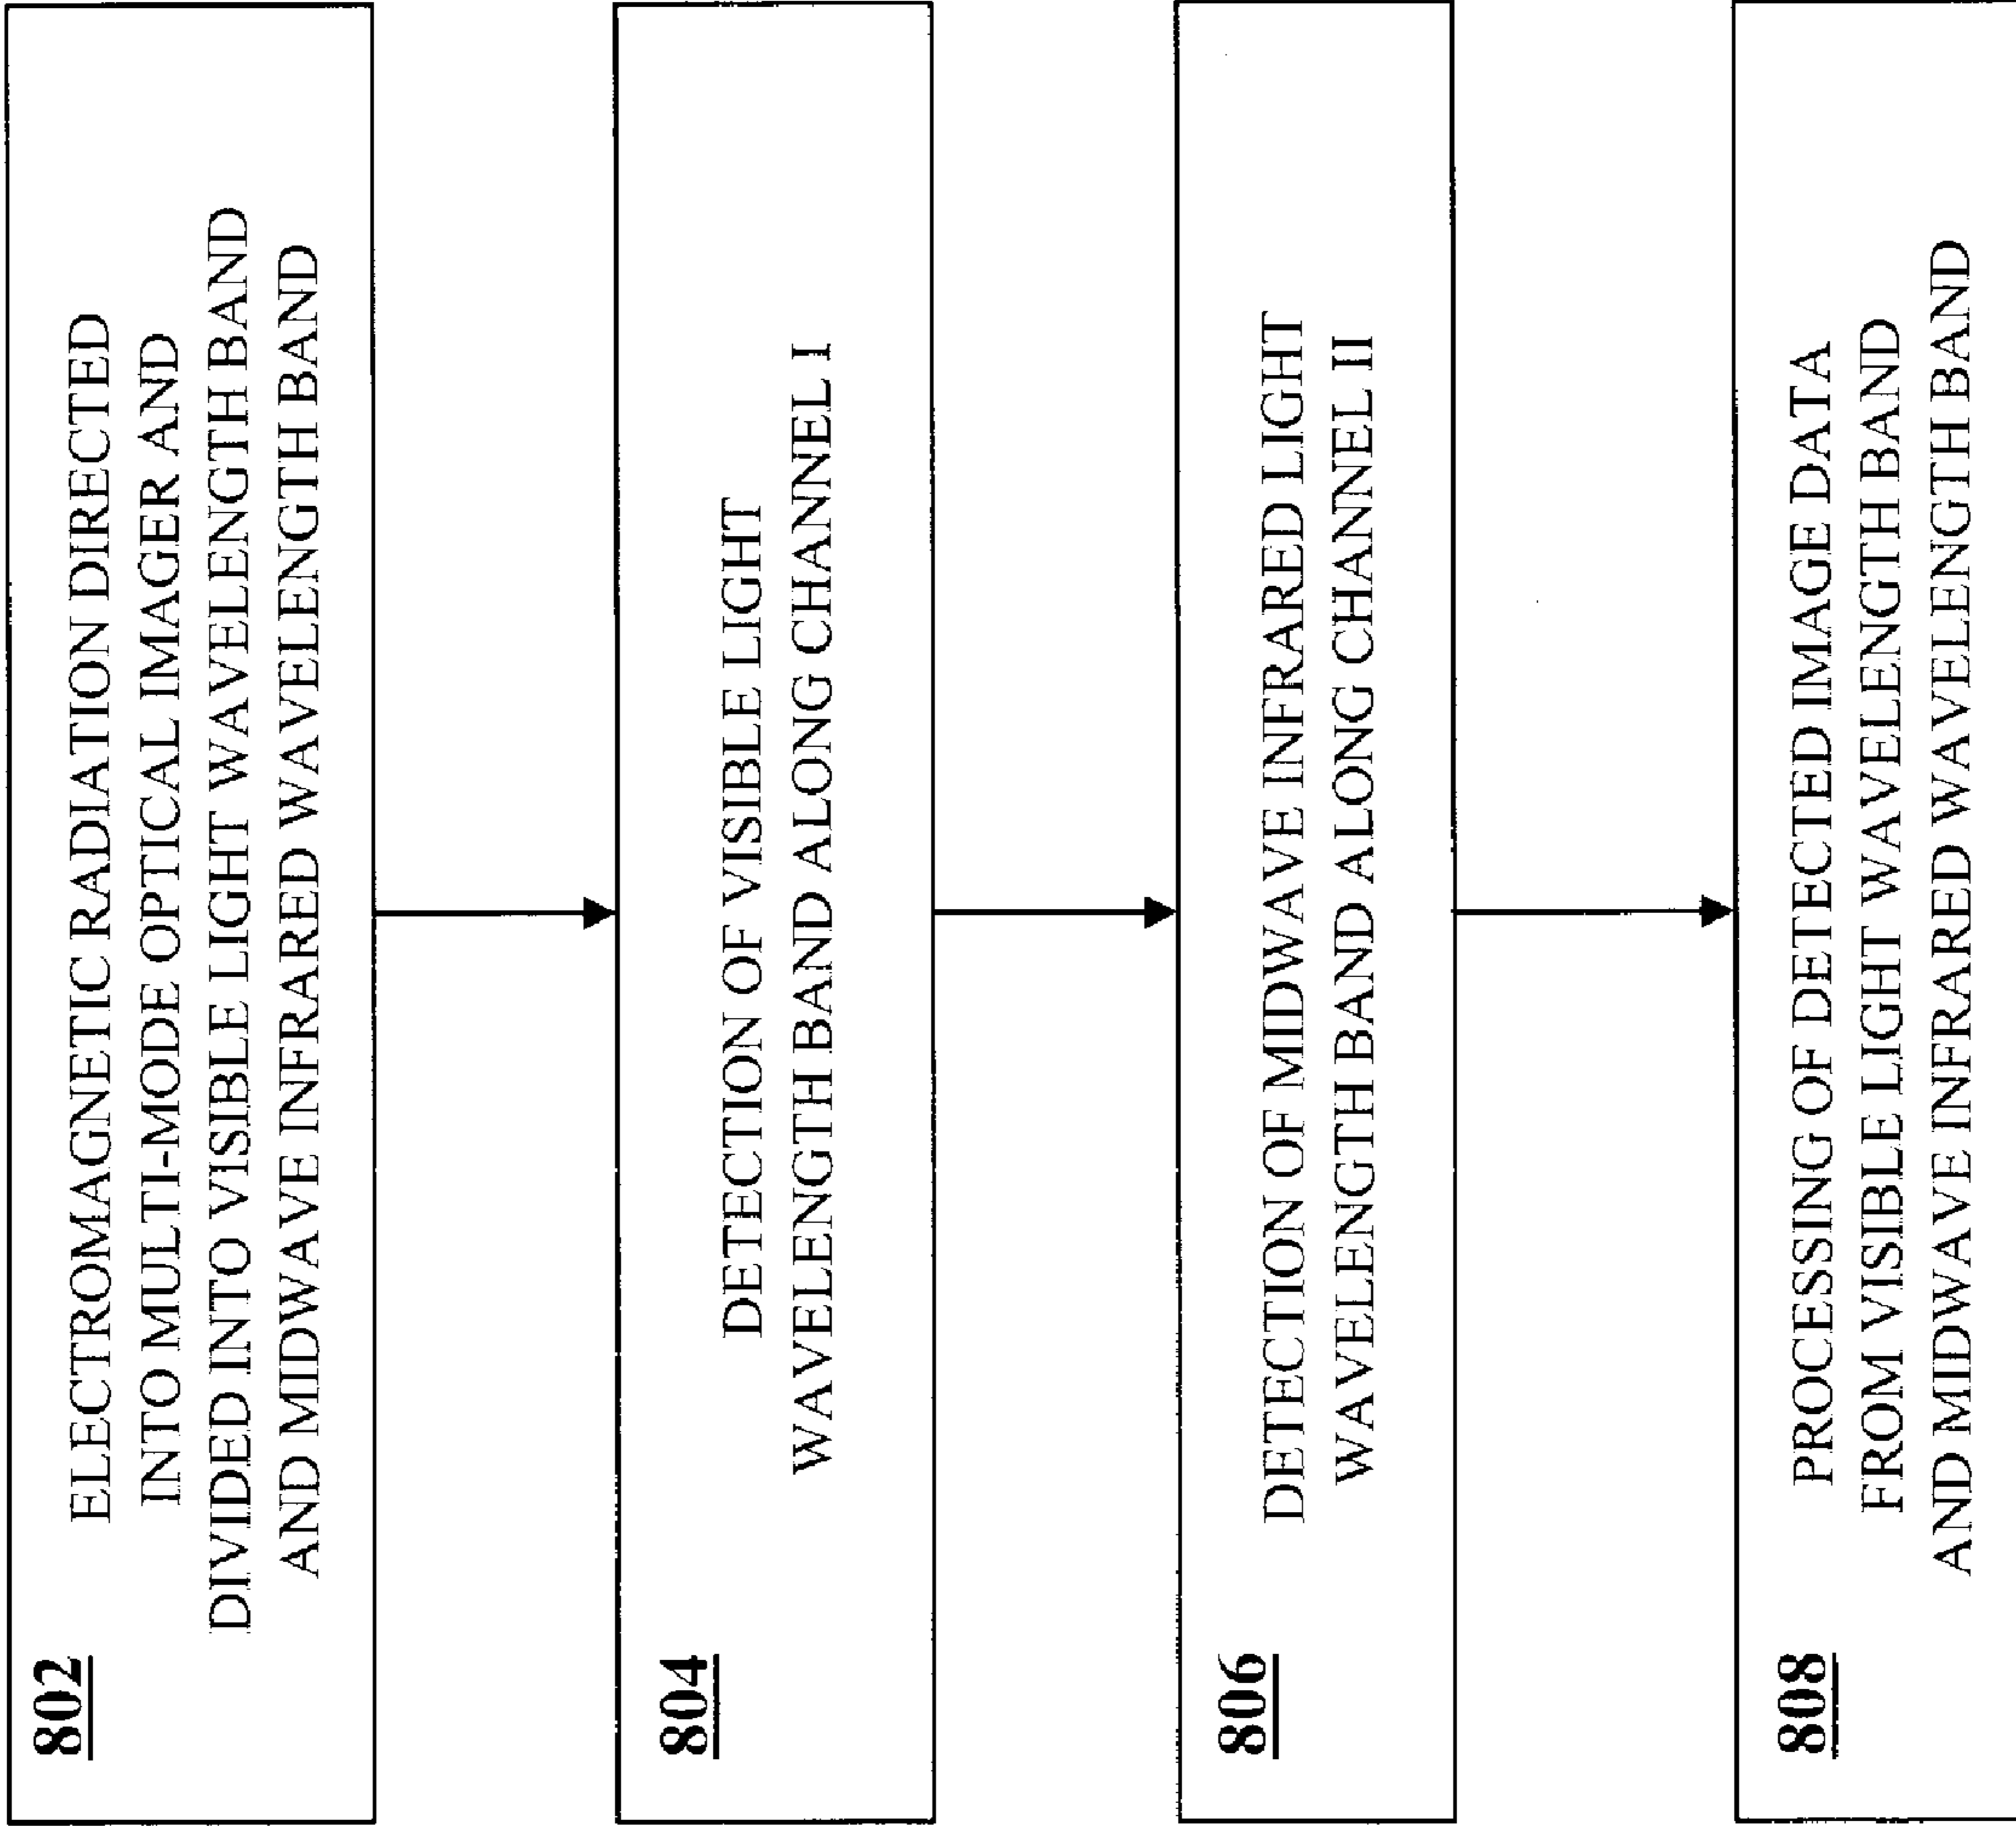 802
ELECTROMAGNETIC RADIATION DIRECTED
INTO MULTI-MODE OPTICAL IMAGER AND
DIVIDED INTO VISIBLE LIGHT WAVELENGTH BAND
AND MIDWAVE INFRARED WAVELENGTH BAND
804
DETECTION OF VISIBLE LIGHT
WAVELENGTH BAND ALONG CHANNEL I
806
DETECTION OF MIDWAVE INFRARED LIGHT
WAVELENGTH BAND ALONG CHANNEL II
808
PROCESSING OF DETECTED IMAGE DATA
FROM VISIBLE LIGHT WAVELENGTH BAND
AND MIDWAVE INFRARED WAVELENGTH BAND